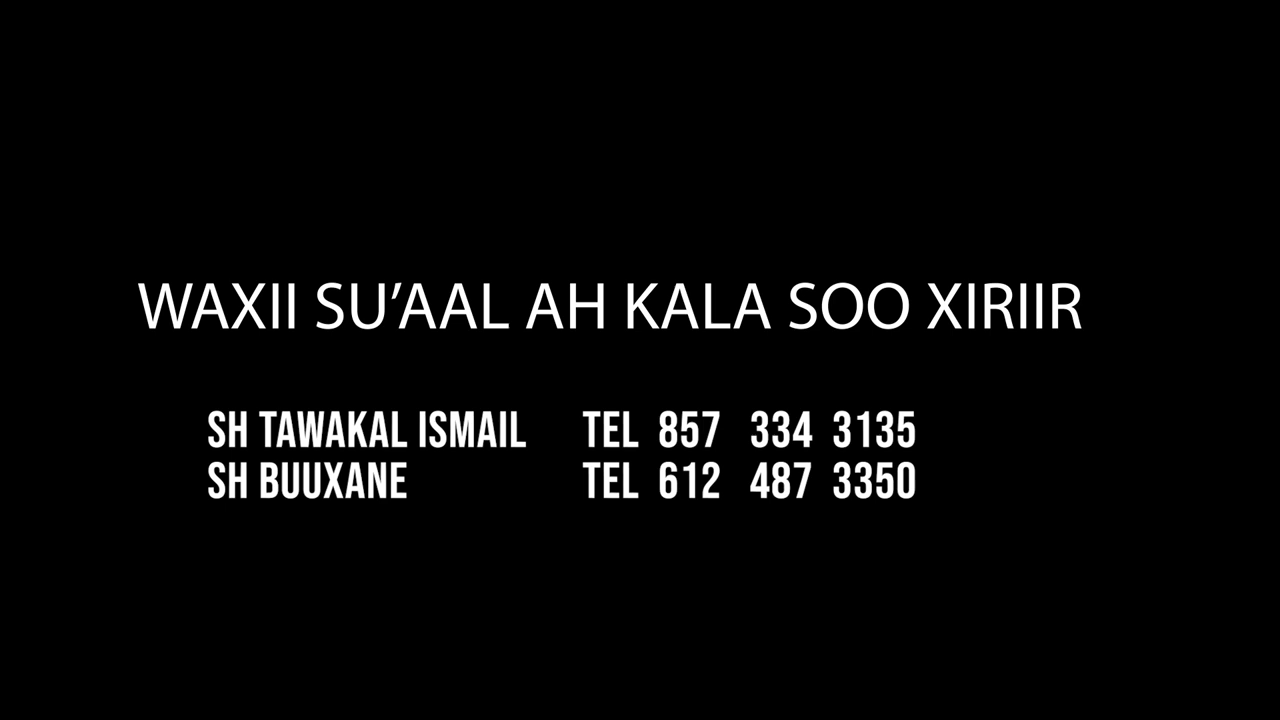 WAXII SU’AAL AH KALA SOO XIRIIR
SH TAWAKAL ISMAIL TEL 857 334 3135
SH BUUXANE TEL 612 487 3350